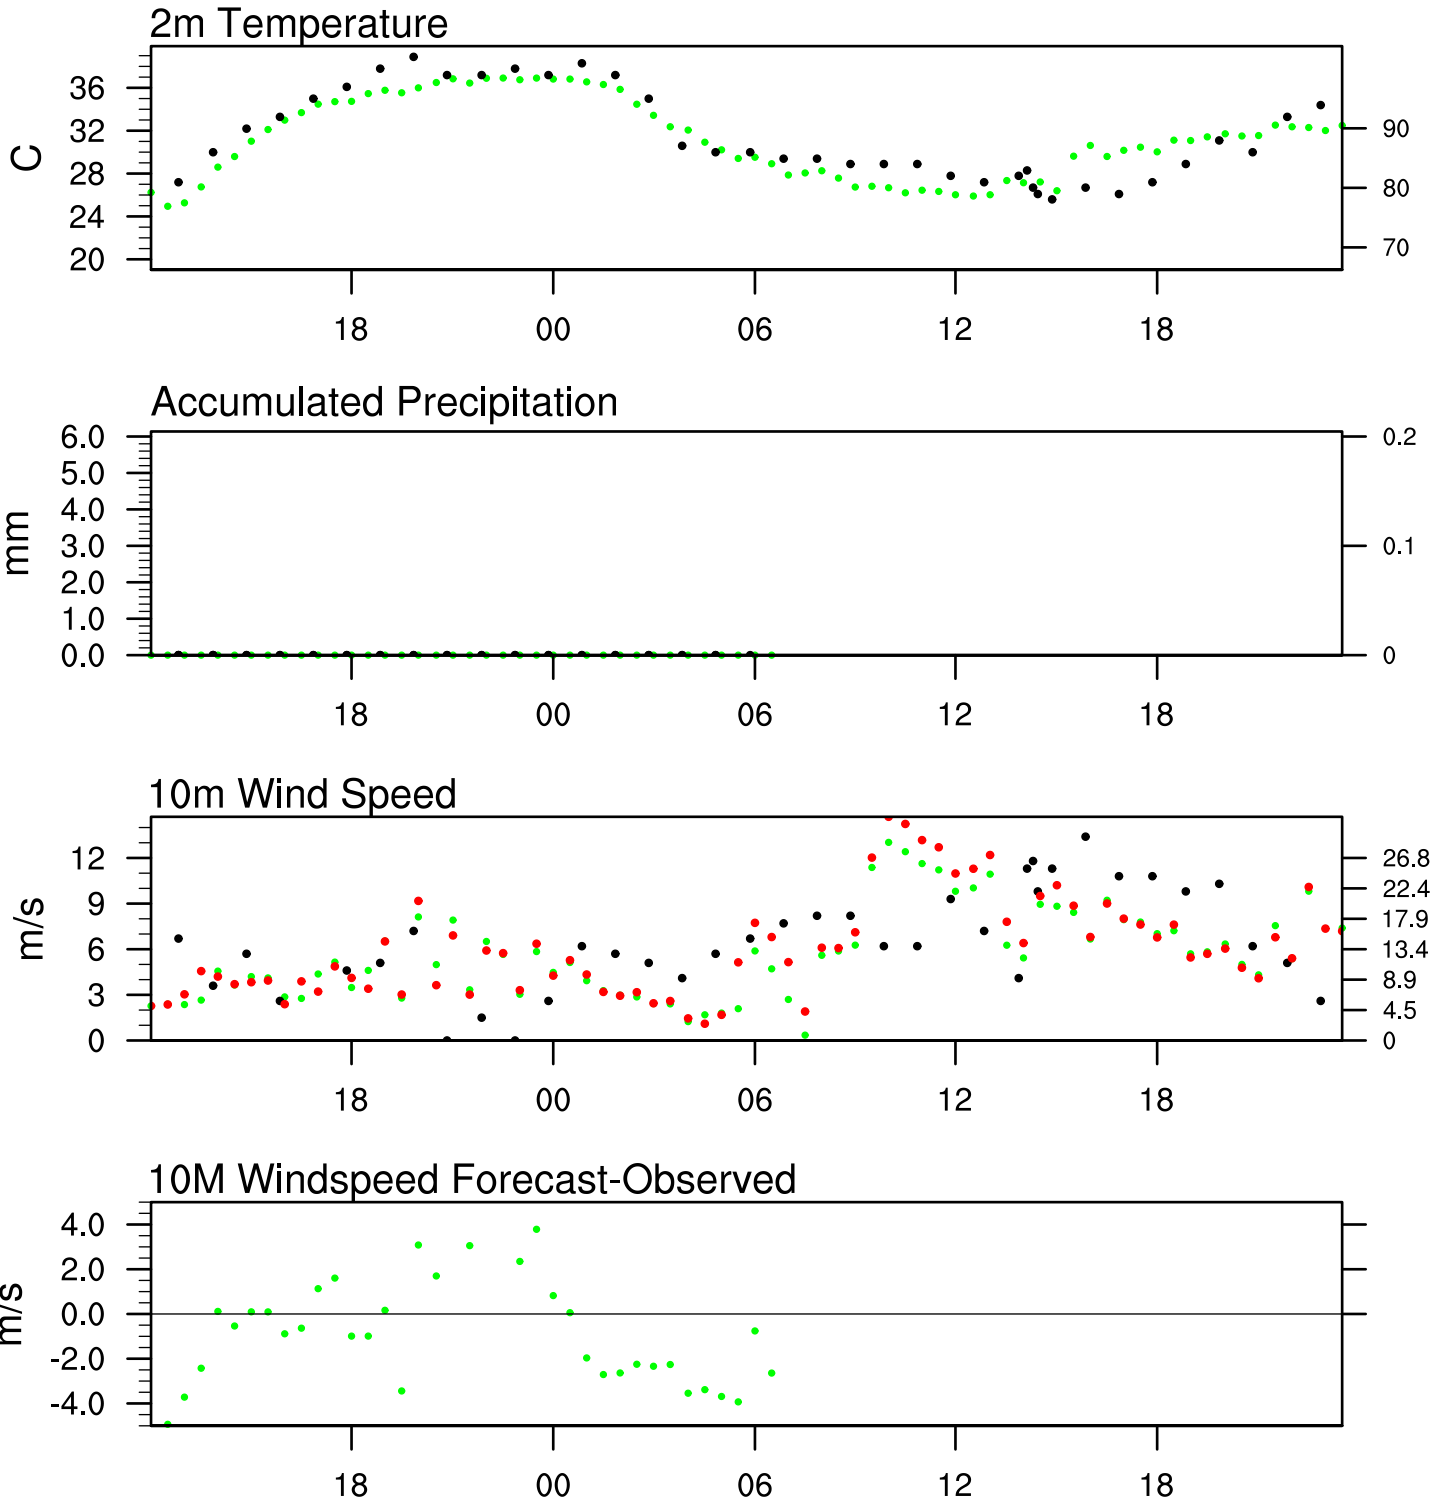 2m Temperature
C
36
32
28
24
20
90
80
70
18 00 06 12 18
Accumulated Precipitation
mm
6.0
5.0
4.0
3.0
2.0
1.0
0.0
0.2
0.1
0
18 00 06 12 18
10m Wind Speed
m/s
12
9
6
3
0
26.8
22.4
17.9
13.4
8.9
4.5
0
18 00 06 12 18
10M Windspeed Forecast-Observed
m/s
4.0
2.0
0.0
-2.0
-4.0
18 00 06 12 18